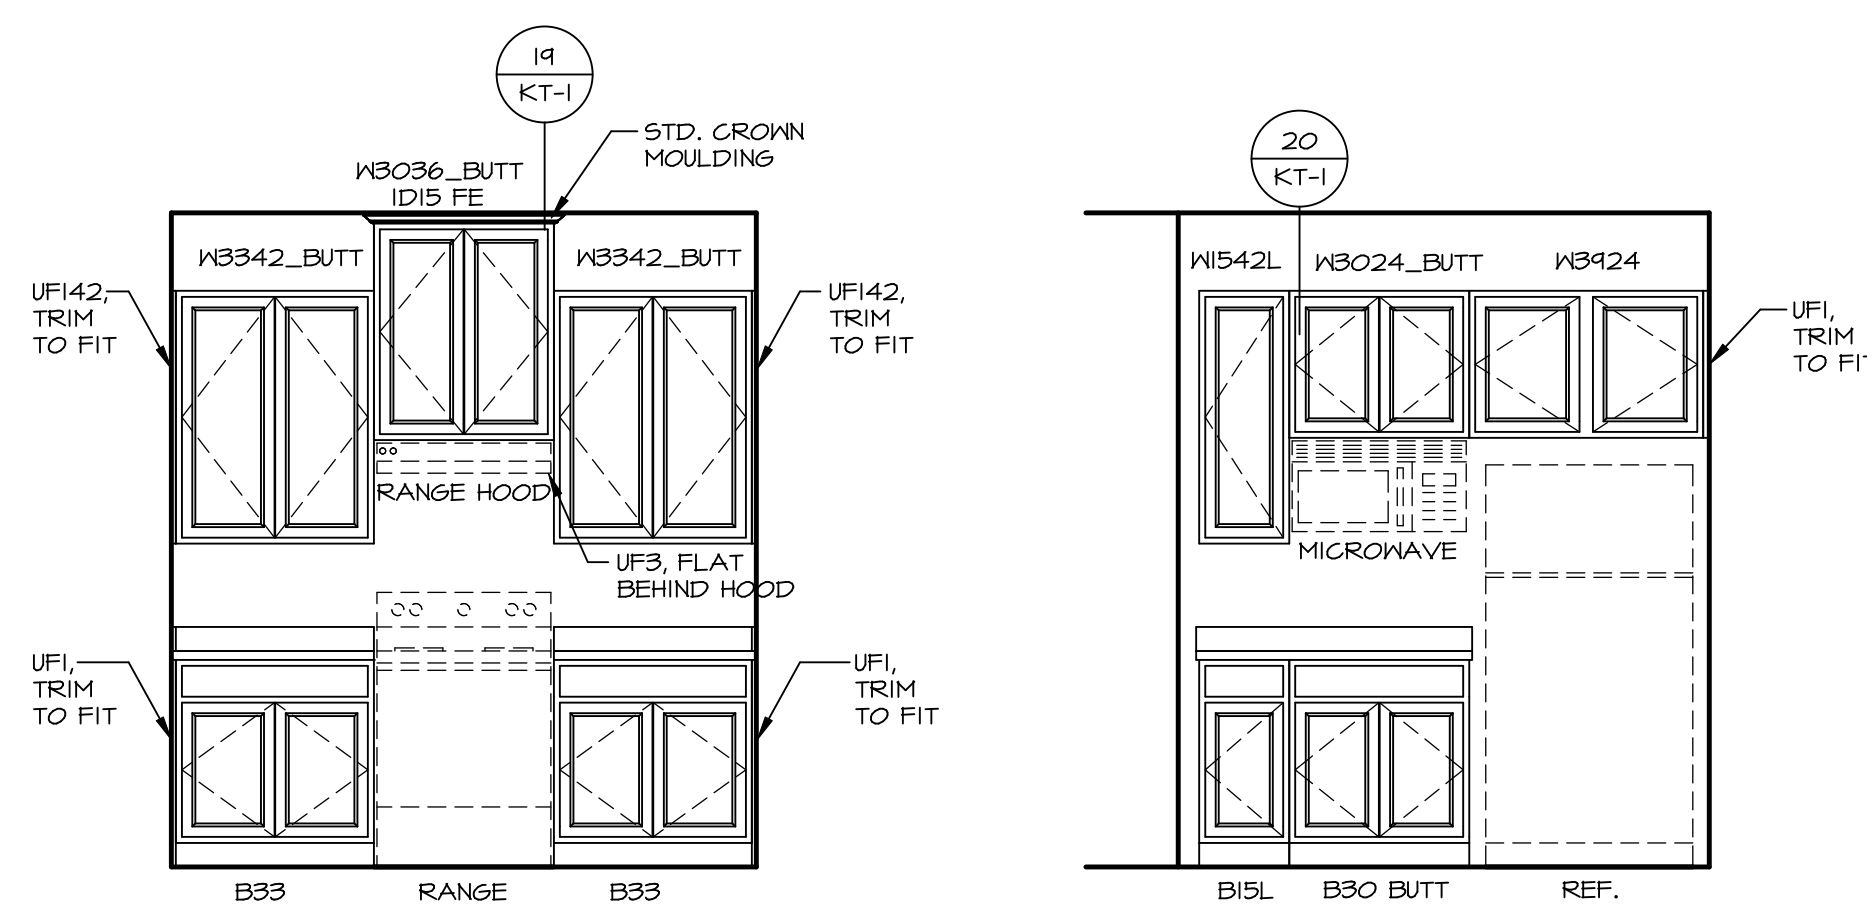 19
KT-1
STD. CROWN
MOULDING
W3036_BUTT
1D15 FE
W3342_BUTT
W3342_BUTT
UF142,
TRIM
TO FIT
UF142,
TRIM
TO FIT
RANGE HOOD
UF3, FLAT
BEHIND HOOD
UF1,
TRIM
TO FIT
UF1,
TRIM
TO FIT
B33
RANGE
B33
20
KT-1
W1542L
W3024_BUTT
W3924
UF1,
TRIM
TO FIT
MICROWAVE
B15L
B30 BUTT
REF.